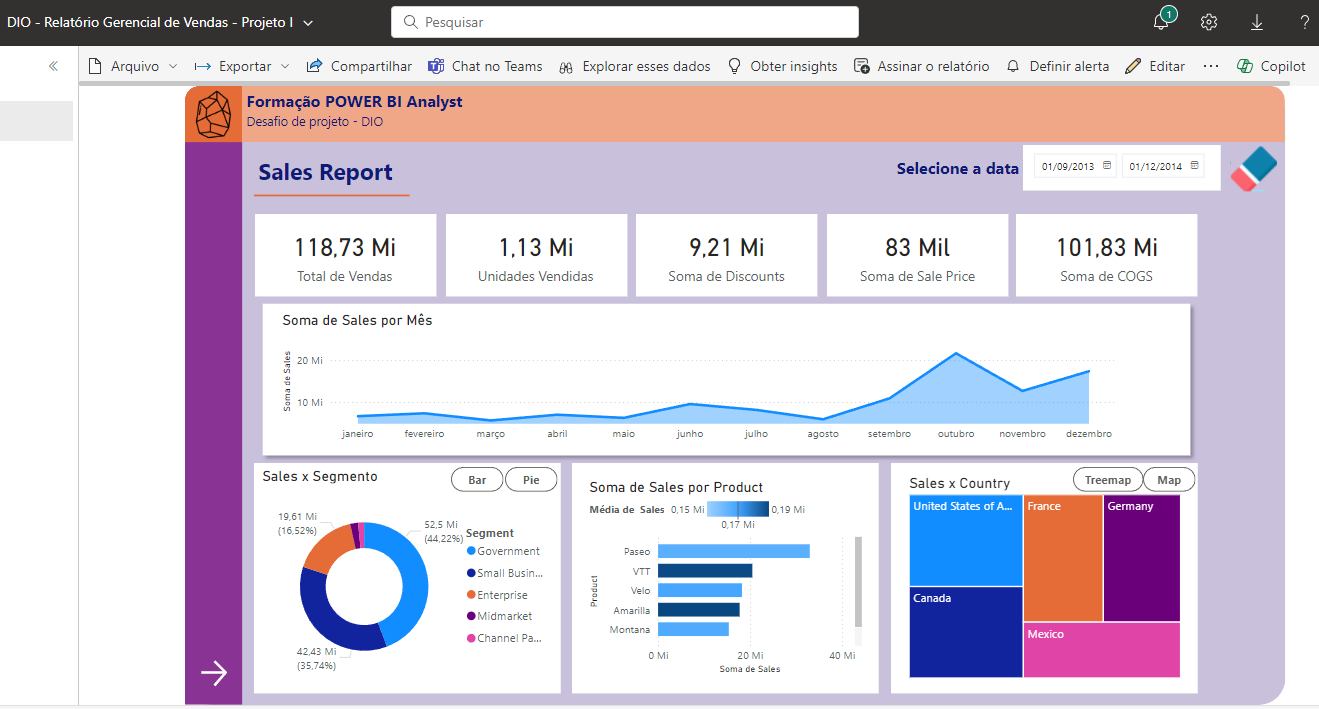 DIO - Relatório Gerencial de Vendas - Projeto I
Pesquisar
1
?
Arquivo
Exportar
Compartilhar
Chat no Teams
Explorar esses dados
Obter insights
Assinar o relatório
Definir alerta
Editar
...
Copilot
Formação POWER BI Analyst
Desafio de projeto - DIO
Sales Report
Selecione a data
01/09/2013
01/12/2014
118,73 Mi
Total de Vendas
1,13 Mi
Unidades Vendidas
9,21 Mi
Soma de Discounts
83 Mil
Soma de Sale Price
101,83 Mi
Soma de COGS
Soma de Sales por Mês
Soma de Sales
20 Mi
10 Mi
janeiro fevereiro março abril maio junho julho agosto setembro outubro novembro dezembro
Sales x Segmento
Bar
Pie
19,61 Mi
(16,52%)
52,5 Mi
(44,22%)
42,43 Mi
(35,74%)
Segment
Government
Small Busin...
Enterprise
Midmarket
Channel Pa...
Soma de Sales por Product
Média de Sales 0,15 Mi 0,19 Mi
0,17 Mi
Product
Paseo
VTT
Velo
Amarilla
Montana
0 Mi 20 Mi 40 Mi
Soma de Sales
Sales x Country
Treemap
Map
United States of A...
France
Germany
Canada
Mexico